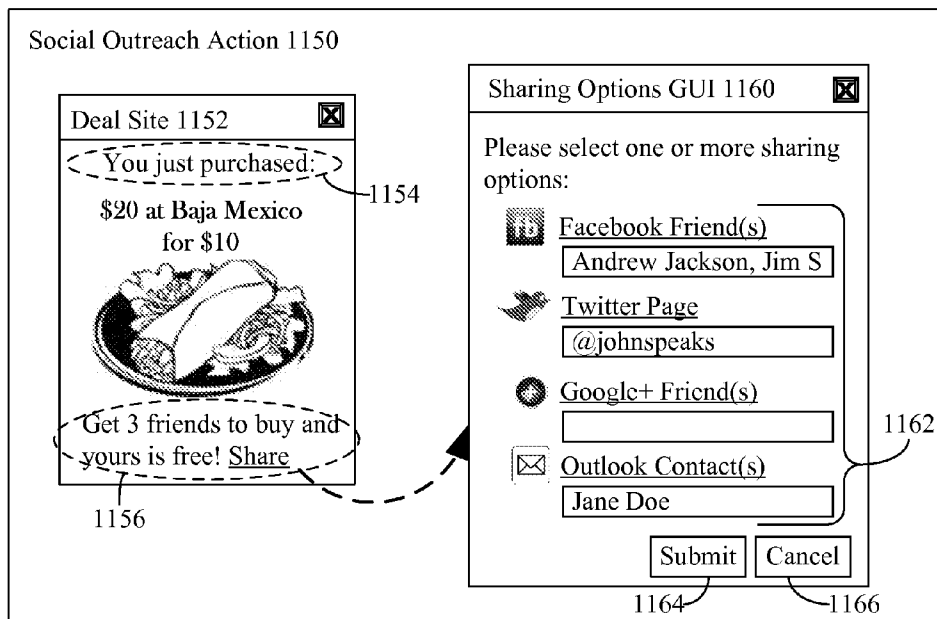 Social Outreach Action 1150
Deal Site 1152
You just purchased:
1154
$20 at Baja Mexico
for $10
Get 3 friends to buy and
yours is free! Share
1156
Sharing Options GUI 1160
Please select one or more sharing
options:
fb
Facebook Friend(s)
Andrew Jackson, Jim S
Twitter Page
@johnspeaks
Google+ Friend(s)
1162
Outlook Contact(s)
Jane Doe
Submit Cancel
1164 1166